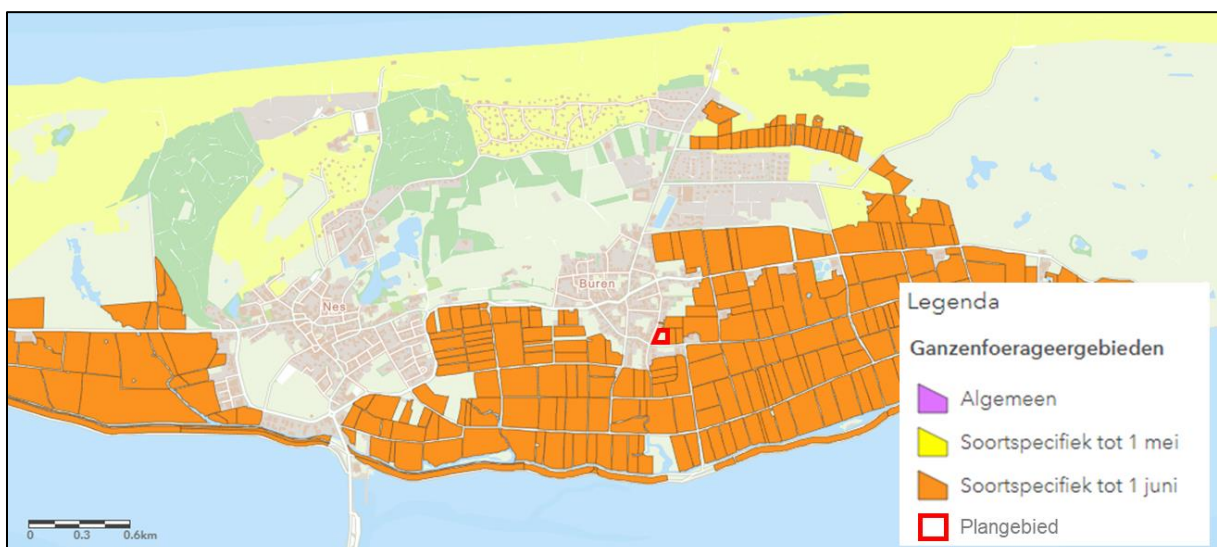 Nes
Buren
Legenda
Ganzenfoerageergebieden
Algemeen
Soortspecifiek tot 1 mei
Soortspecifiek tot 1 juni
Plangebied
0 0.3 0.6km